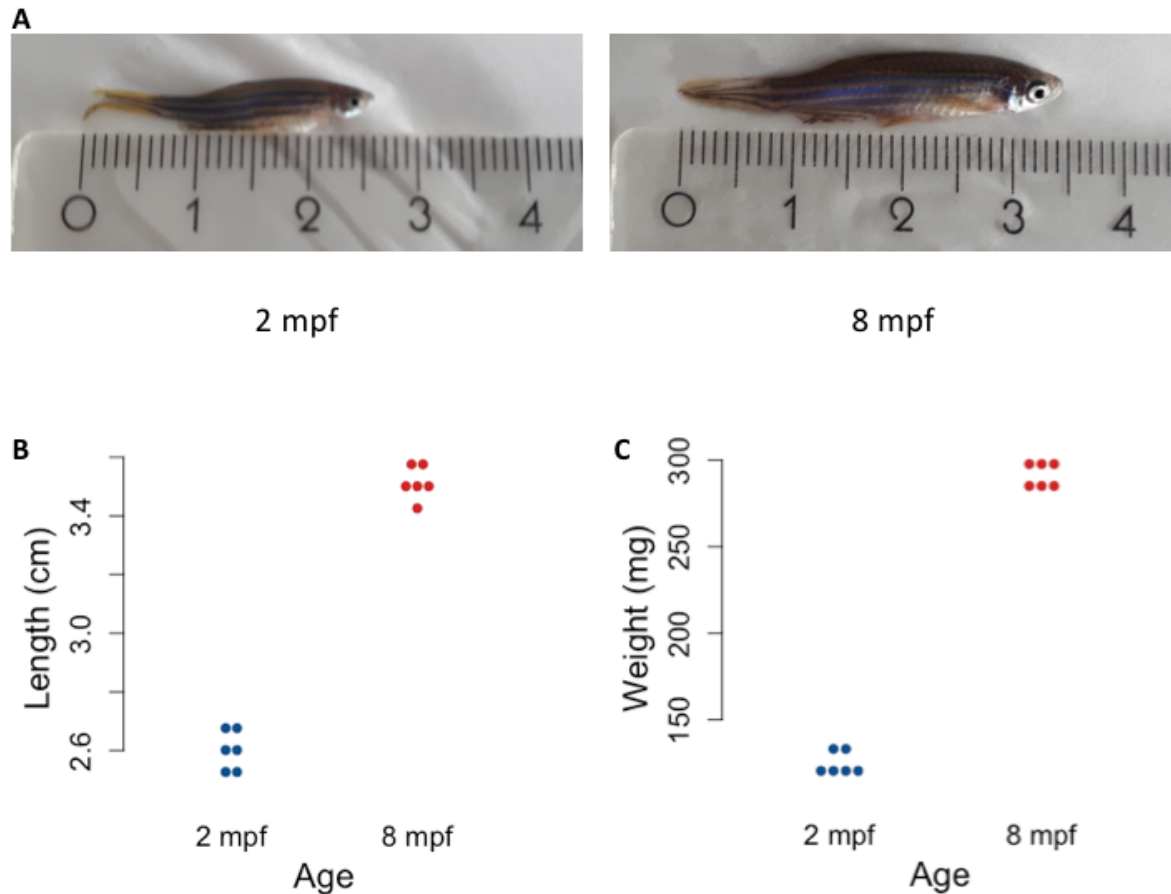 A
0 1 2 3 4
0 1 2 3 4
2 mpf
8 mpf
B
Length (cm)
3.4
3.0
2.6
2 mpf
8 mpf
Age
C
Weight (mg)
300
250
200
150
2 mpf
8 mpf
Age